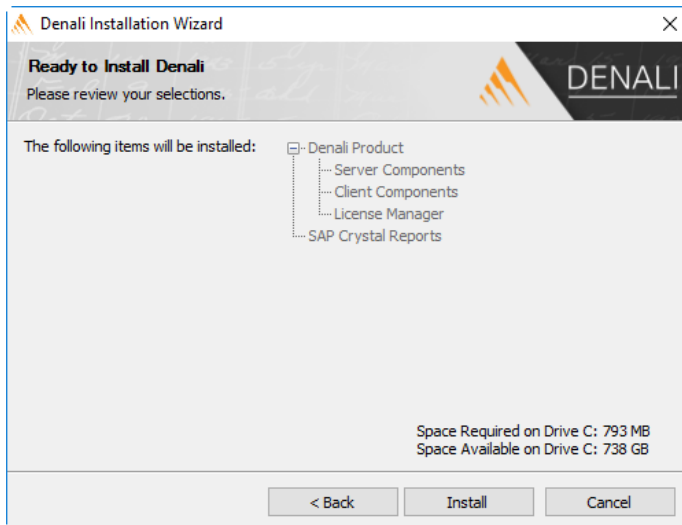 Denali Installation Wizard
Ready to Install Denali
Please review your selections.
DENALI
The following items will be installed:
Denali Product
Server Components
Client Components
License Manager
SAP Crystal Reports
Space Required on Drive C: 793 MB
Space Available on Drive C: 738 GB
< Back
Install
Cancel